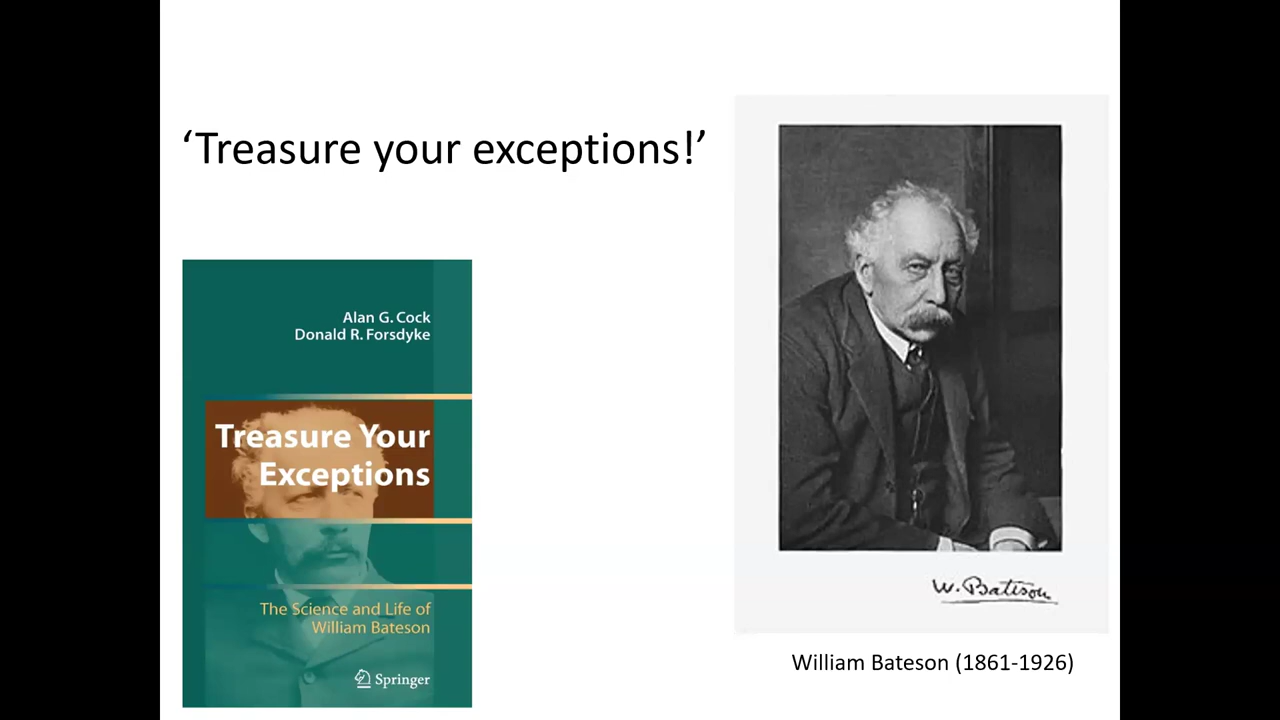 ‘Treasure your exceptions!’
Alan G. Cock
Donald R. Forsdyke
Treasure Your
Exceptions
The Science and Life of
William Bateson
Springer
W. Bateson
William Bateson (1861-1926)